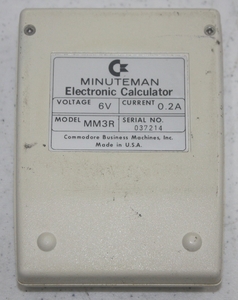 MINUTEMAN
Electronic Calculator
VOLTAGE 6V CURRENT 0.2A
MODEL MM3R SERIAL NO. 037214
Commodore Business Machines, Inc.
Made in U.S.A.